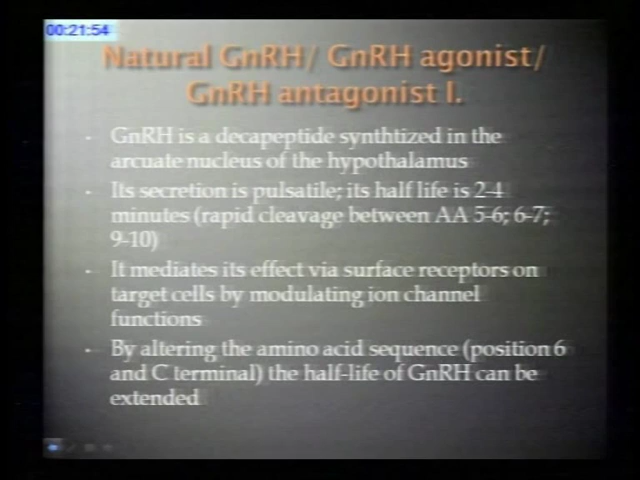 00:21:54
Natural GnRH/ GnRH agonist/
GnRH antagonist I.
GnRH is a decapeptide synthtized in the
arcuate nucleus of the hypothalamus
Its secretion is pulsatile; its half life is 2-4
minutes (rapid cleavage between AA 5-6; 6-7;
9-10)
It mediates its effect via surface receptors on
target cells by modulating ion channel
functions
By altering the amino acid sequence (position 6
and C terminal) the half-life of GnRH can be
extended